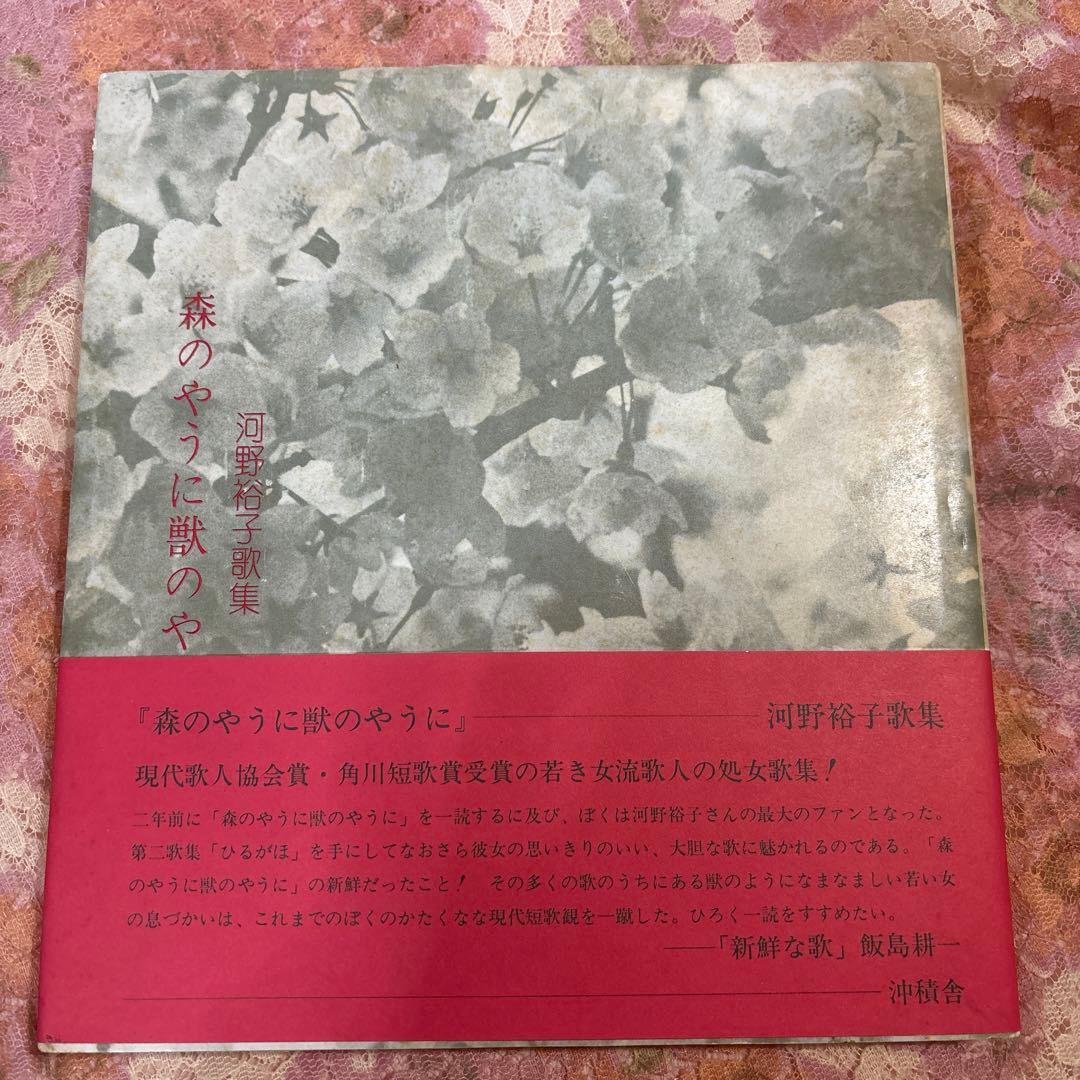 森のやうに獣のや
河野裕子歌集
『森のやうに獣のやうに』――河野裕子歌集
現代歌人協会賞・角川短歌賞受賞の若き女流歌人の処女歌集！
二年前に「森のやうに獣のやうに」を一読するに及び、ぼくは河野裕子さんの最大のファンとなった。
第二歌集「ひるがほ」を手にしてなおさら彼女の思いきりのいい、大胆な歌に魅かれるのである。「森
のやうに獣のやうに」の新鮮だったこと！　その多くの歌のうちにある獣のようになまなましい若い女
の息づかいは、これまでのぼくのかたくなな現代短歌観を一蹴した。ひろく一読をすすめたい。
――「新鮮な歌」飯島耕一
沖積舎